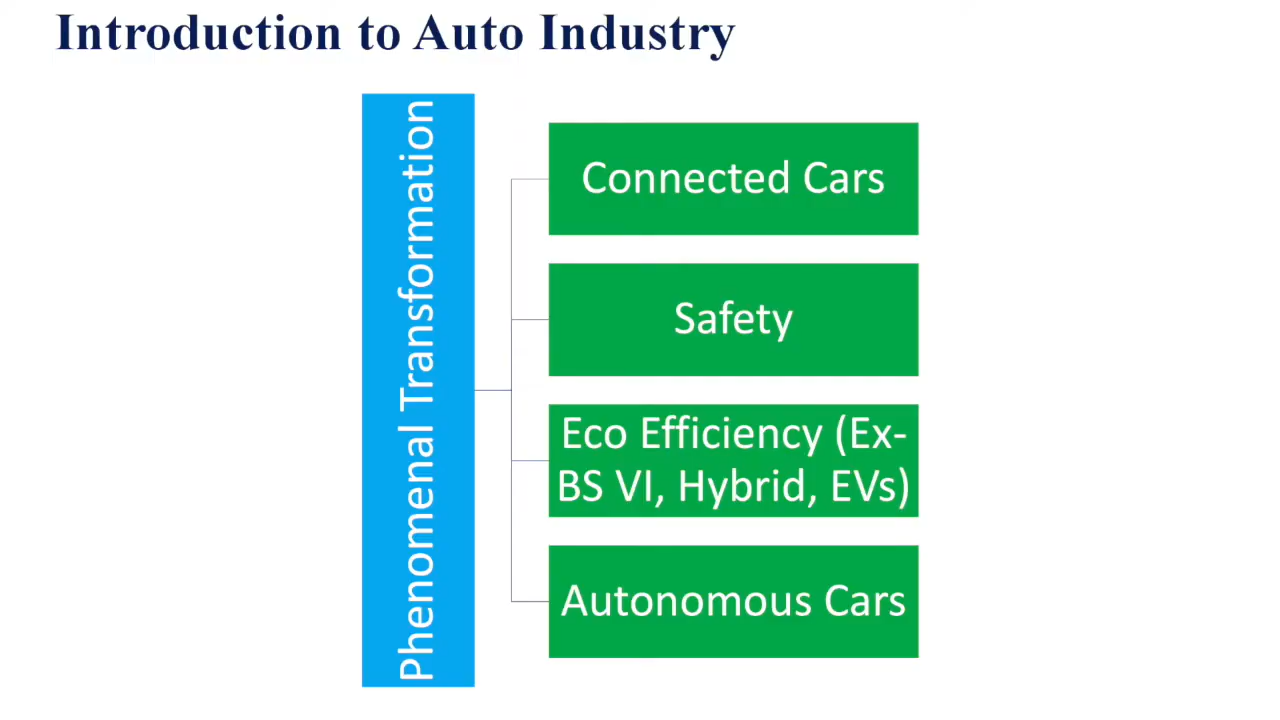 Introduction to Auto Industry
Phenomenal Transformation
Connected Cars
Safety
Eco Efficiency (Ex-
BS VI, Hybrid, EVs)
Autonomous Cars